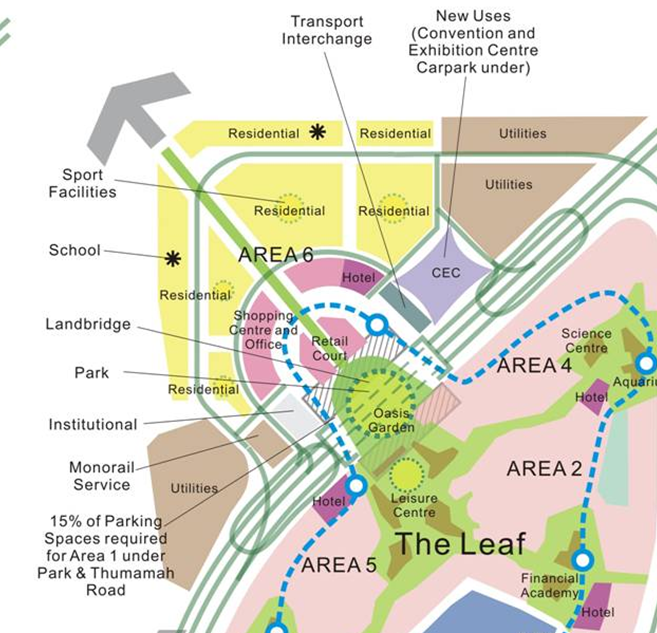 Transport
Interchange
New Uses
(Convention and
Exhibition Centre
Carpark under)
Residential
Residential
Utilities
Utilities
Sport
Facilities
Residential
Residential
School
AREA 6
Hotel
CEC
Residential
Shopping
Centre and
Office
Retail
Court
Landbridge
Science
Centre
AREA 4
Park
Residential
Hotel
Oasis
Garden
Institutional
Monorail
Service
AREA 2
Utilities
Hotel
Leisure
Centre
15% of Parking
Spaces required
for Area 1 under
Park & Thumamah
Road
The Leaf
AREA 5
Financial
Academy
Hotel